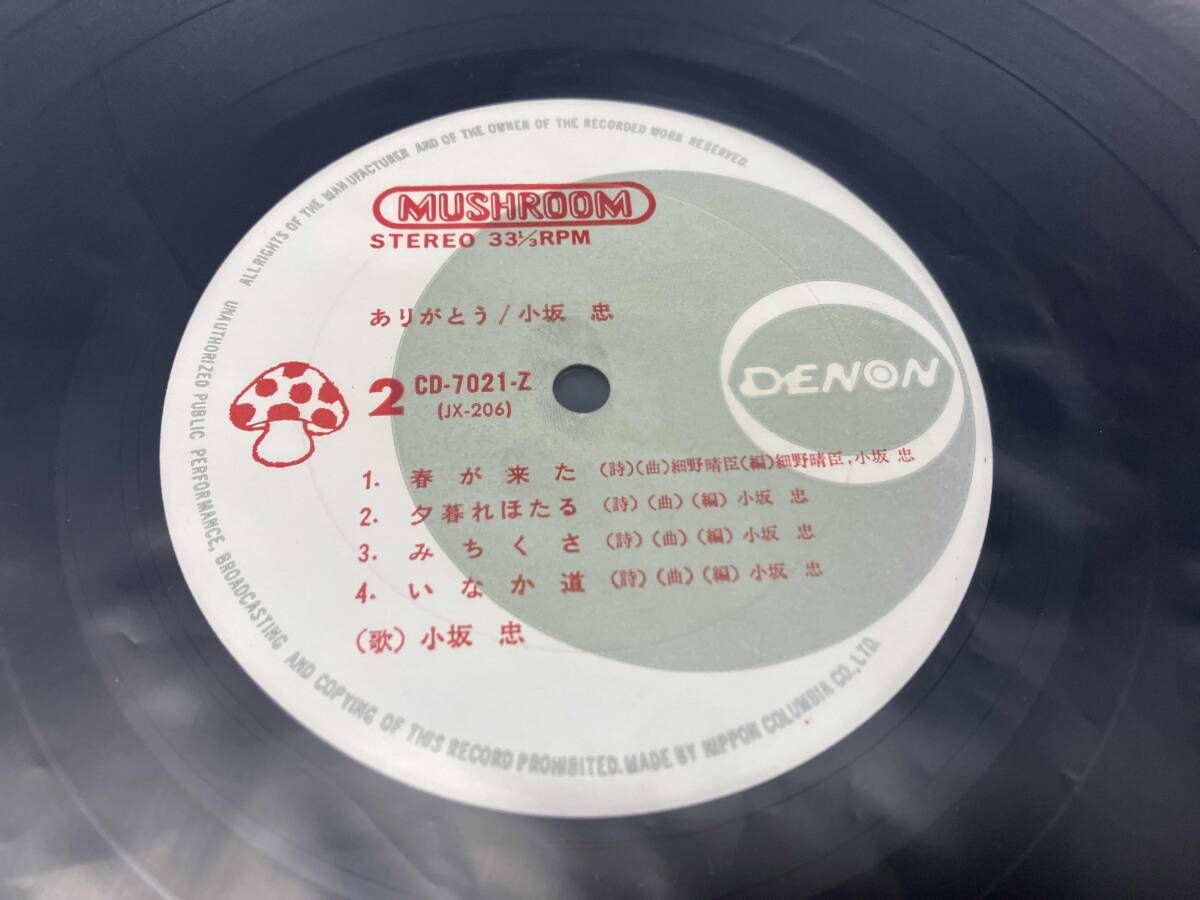 ALL RIGHTS OF THE MANUFACTURER AND OF THE OWNER OF THE RECORDED WORK RESERVED.
MUSHROOM
STEREO 33⅓RPM
ありがとう/小坂 忠
DENON
2 CD-7021-Z
(JX-206)
1. 春が来た (詩)(曲)細野晴臣(編)細野晴臣,小坂 忠
2. 夕暮れほたる (詩)(曲)(編)小坂 忠
3. みちくさ (詩)(曲)(編)小坂 忠
4. いなか道 (詩)(曲)(編)小坂 忠
(歌)小坂 忠
UNAUTHORIZED PUBLIC PERFORMANCE, BROADCASTING AND COPYING OF THIS RECORD PROHIBITED. MADE BY NIPPON COLUMBIA CO., LTD.